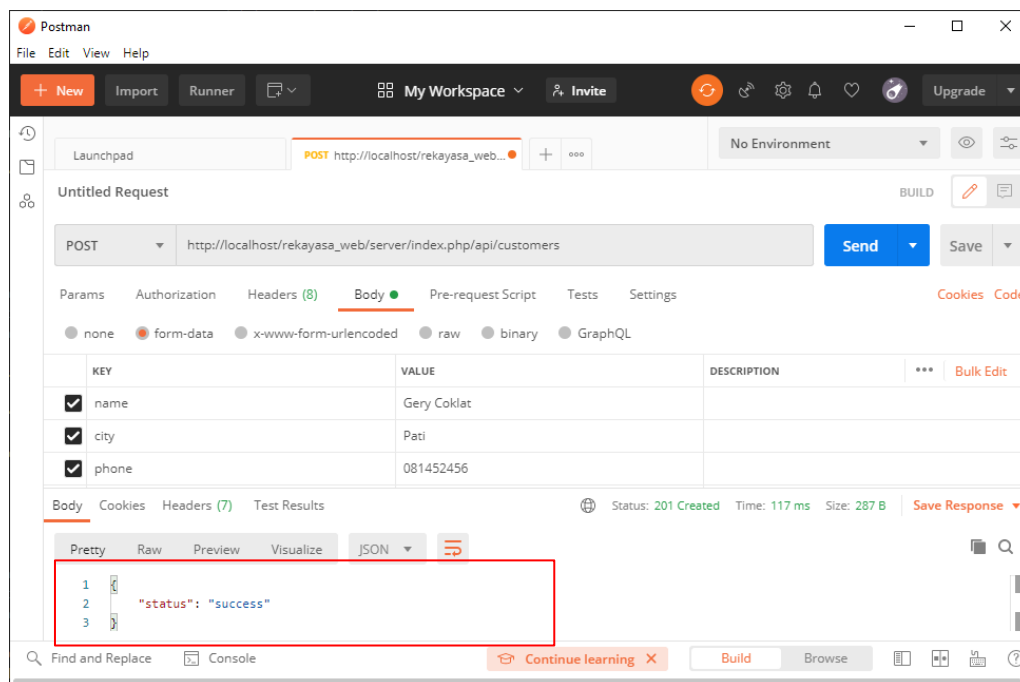 Postman
File Edit View Help
+ New Import Runner My Workspace Invite Upgrade
Launchpad POST http://localhost/rekayasa_web... + ooo No Environment
Untitled Request BUILD
POST http://localhost/rekayasa_web/server/index.php/api/customers Send Save
Params Authorization Headers (8) Body Pre-request Script Tests Settings Cookies Code
none form-data x-www-form-urlencoded raw binary GraphQL
KEY VALUE DESCRIPTION ••• Bulk Edit
name Gery Coklat
city Pati
phone 081452456
Body Cookies Headers (7) Test Results Status: 201 Created Time: 117 ms Size: 287 B Save Response
Pretty Raw Preview Visualize JSON
1 {
2 "status": "success"
3 }
Find and Replace Console Continue learning X Build Browse